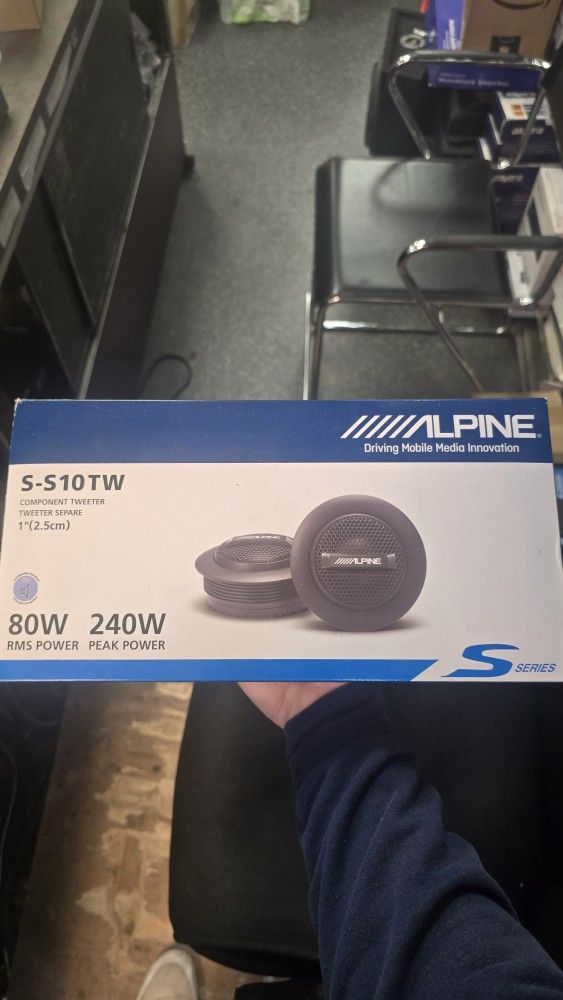 ALPINE®
Driving Mobile Media Innovation
S-S10TW
COMPONENT TWEETER
TWEETER SEPARE
1"(2.5cm)
ALPINE
ALPINE
80W 240W
RMS POWER PEAK POWER
S SERIES